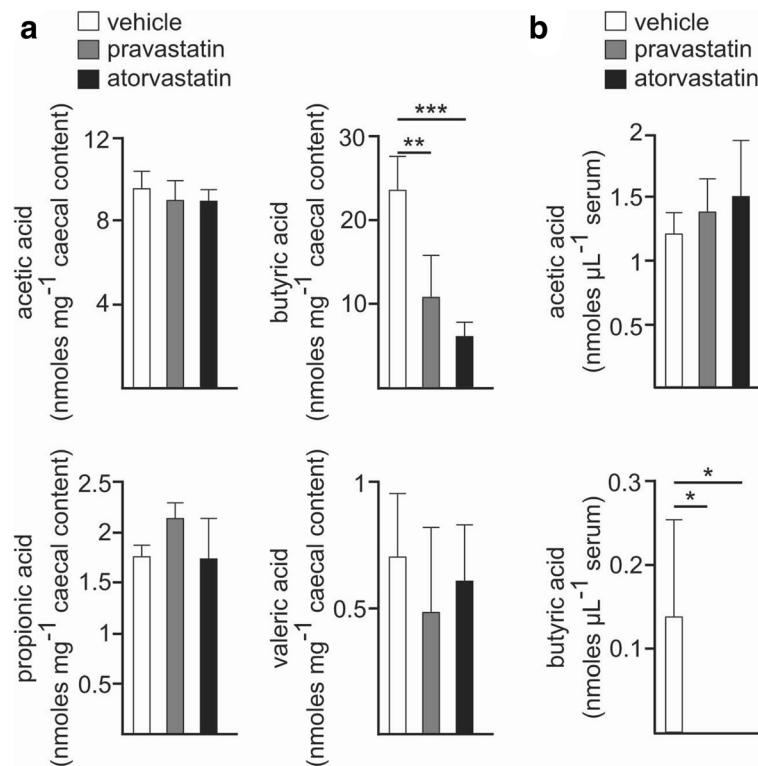 a
vehicle
pravastatin
atorvastatin
acetic acid
(nmoles mg⁻¹ caecal content)
12
8
4
butyric acid
(nmoles mg⁻¹ caecal content)
30
20
10
***
**
propionic acid
(nmoles mg⁻¹ caecal content)
2.5
2
1.5
1
0.5
valeric acid
(nmoles mg⁻¹ caecal content)
1
0.5
b
vehicle
pravastatin
atorvastatin
acetic acid
(nmoles µL⁻¹ serum)
2
1.5
1
0.5
butyric acid
(nmoles µL⁻¹ serum)
0.3
0.2
0.1
*
*